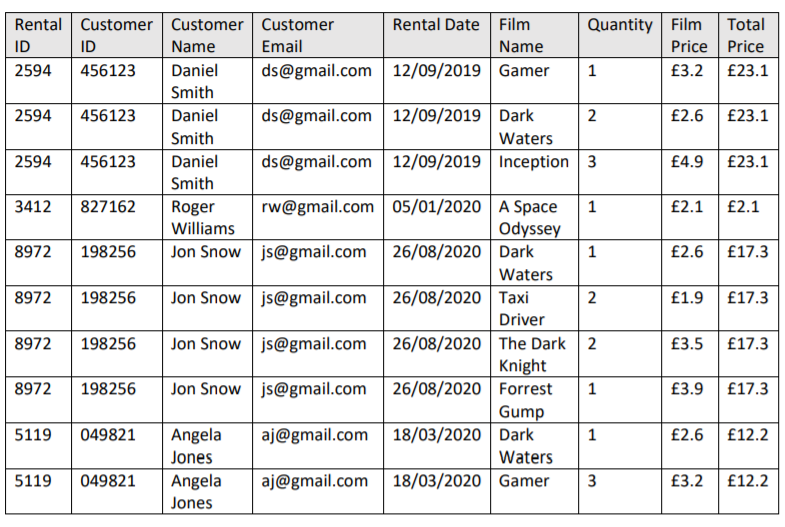 Rental ID | Customer ID | Customer Name | Customer Email | Rental Date | Film Name | Quantity | Film Price | Total Price
2594 | 456123 | Daniel Smith | ds@gmail.com | 12/09/2019 | Gamer | 1 | £3.2 | £23.1
2594 | 456123 | Daniel Smith | ds@gmail.com | 12/09/2019 | Dark Waters | 2 | £2.6 | £23.1
2594 | 456123 | Daniel Smith | ds@gmail.com | 12/09/2019 | Inception | 3 | £4.9 | £23.1
3412 | 827162 | Roger Williams | rw@gmail.com | 05/01/2020 | A Space Odyssey | 1 | £2.1 | £2.1
8972 | 198256 | Jon Snow | js@gmail.com | 26/08/2020 | Dark Waters | 1 | £2.6 | £17.3
8972 | 198256 | Jon Snow | js@gmail.com | 26/08/2020 | Taxi Driver | 2 | £1.9 | £17.3
8972 | 198256 | Jon Snow | js@gmail.com | 26/08/2020 | The Dark Knight | 2 | £3.5 | £17.3
8972 | 198256 | Jon Snow | js@gmail.com | 26/08/2020 | Forrest Gump | 1 | £3.9 | £17.3
5119 | 049821 | Angela Jones | aj@gmail.com | 18/03/2020 | Dark Waters | 1 | £2.6 | £12.2
5119 | 049821 | Angela Jones | aj@gmail.com | 18/03/2020 | Gamer | 3 | £3.2 | £12.2